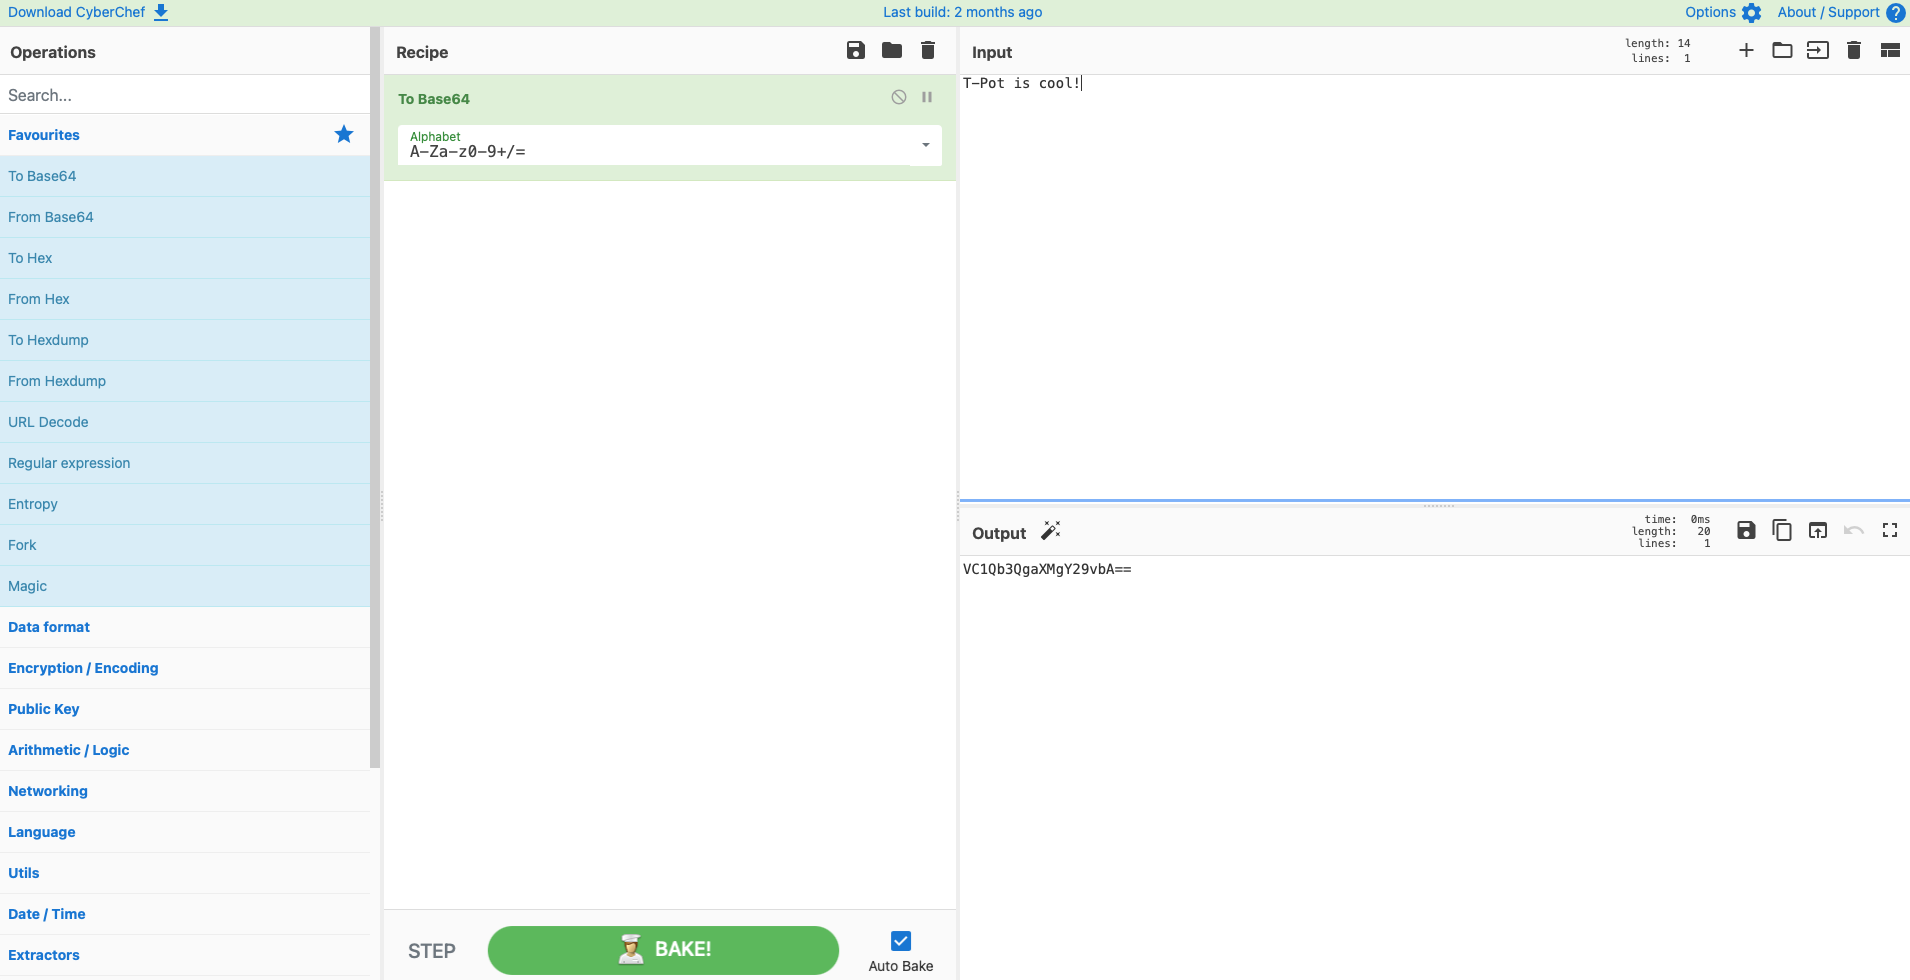 Download CyberChef
Last build: 2 months ago
Options
About / Support
Operations
Search...
Favourites
To Base64
From Base64
To Hex
From Hex
To Hexdump
From Hexdump
URL Decode
Regular expression
Entropy
Fork
Magic
Data format
Encryption / Encoding
Public Key
Arithmetic / Logic
Networking
Language
Utils
Date / Time
Extractors
Recipe
To Base64
Alphabet
A-Za-z0-9+/=
STEP
BAKE!
Auto Bake
Input
length: 14
lines: 1
T-Pot is cool!
Output
time: 0ms
length: 20
lines: 1
VC1Qb3QgaXMgY29vbA==